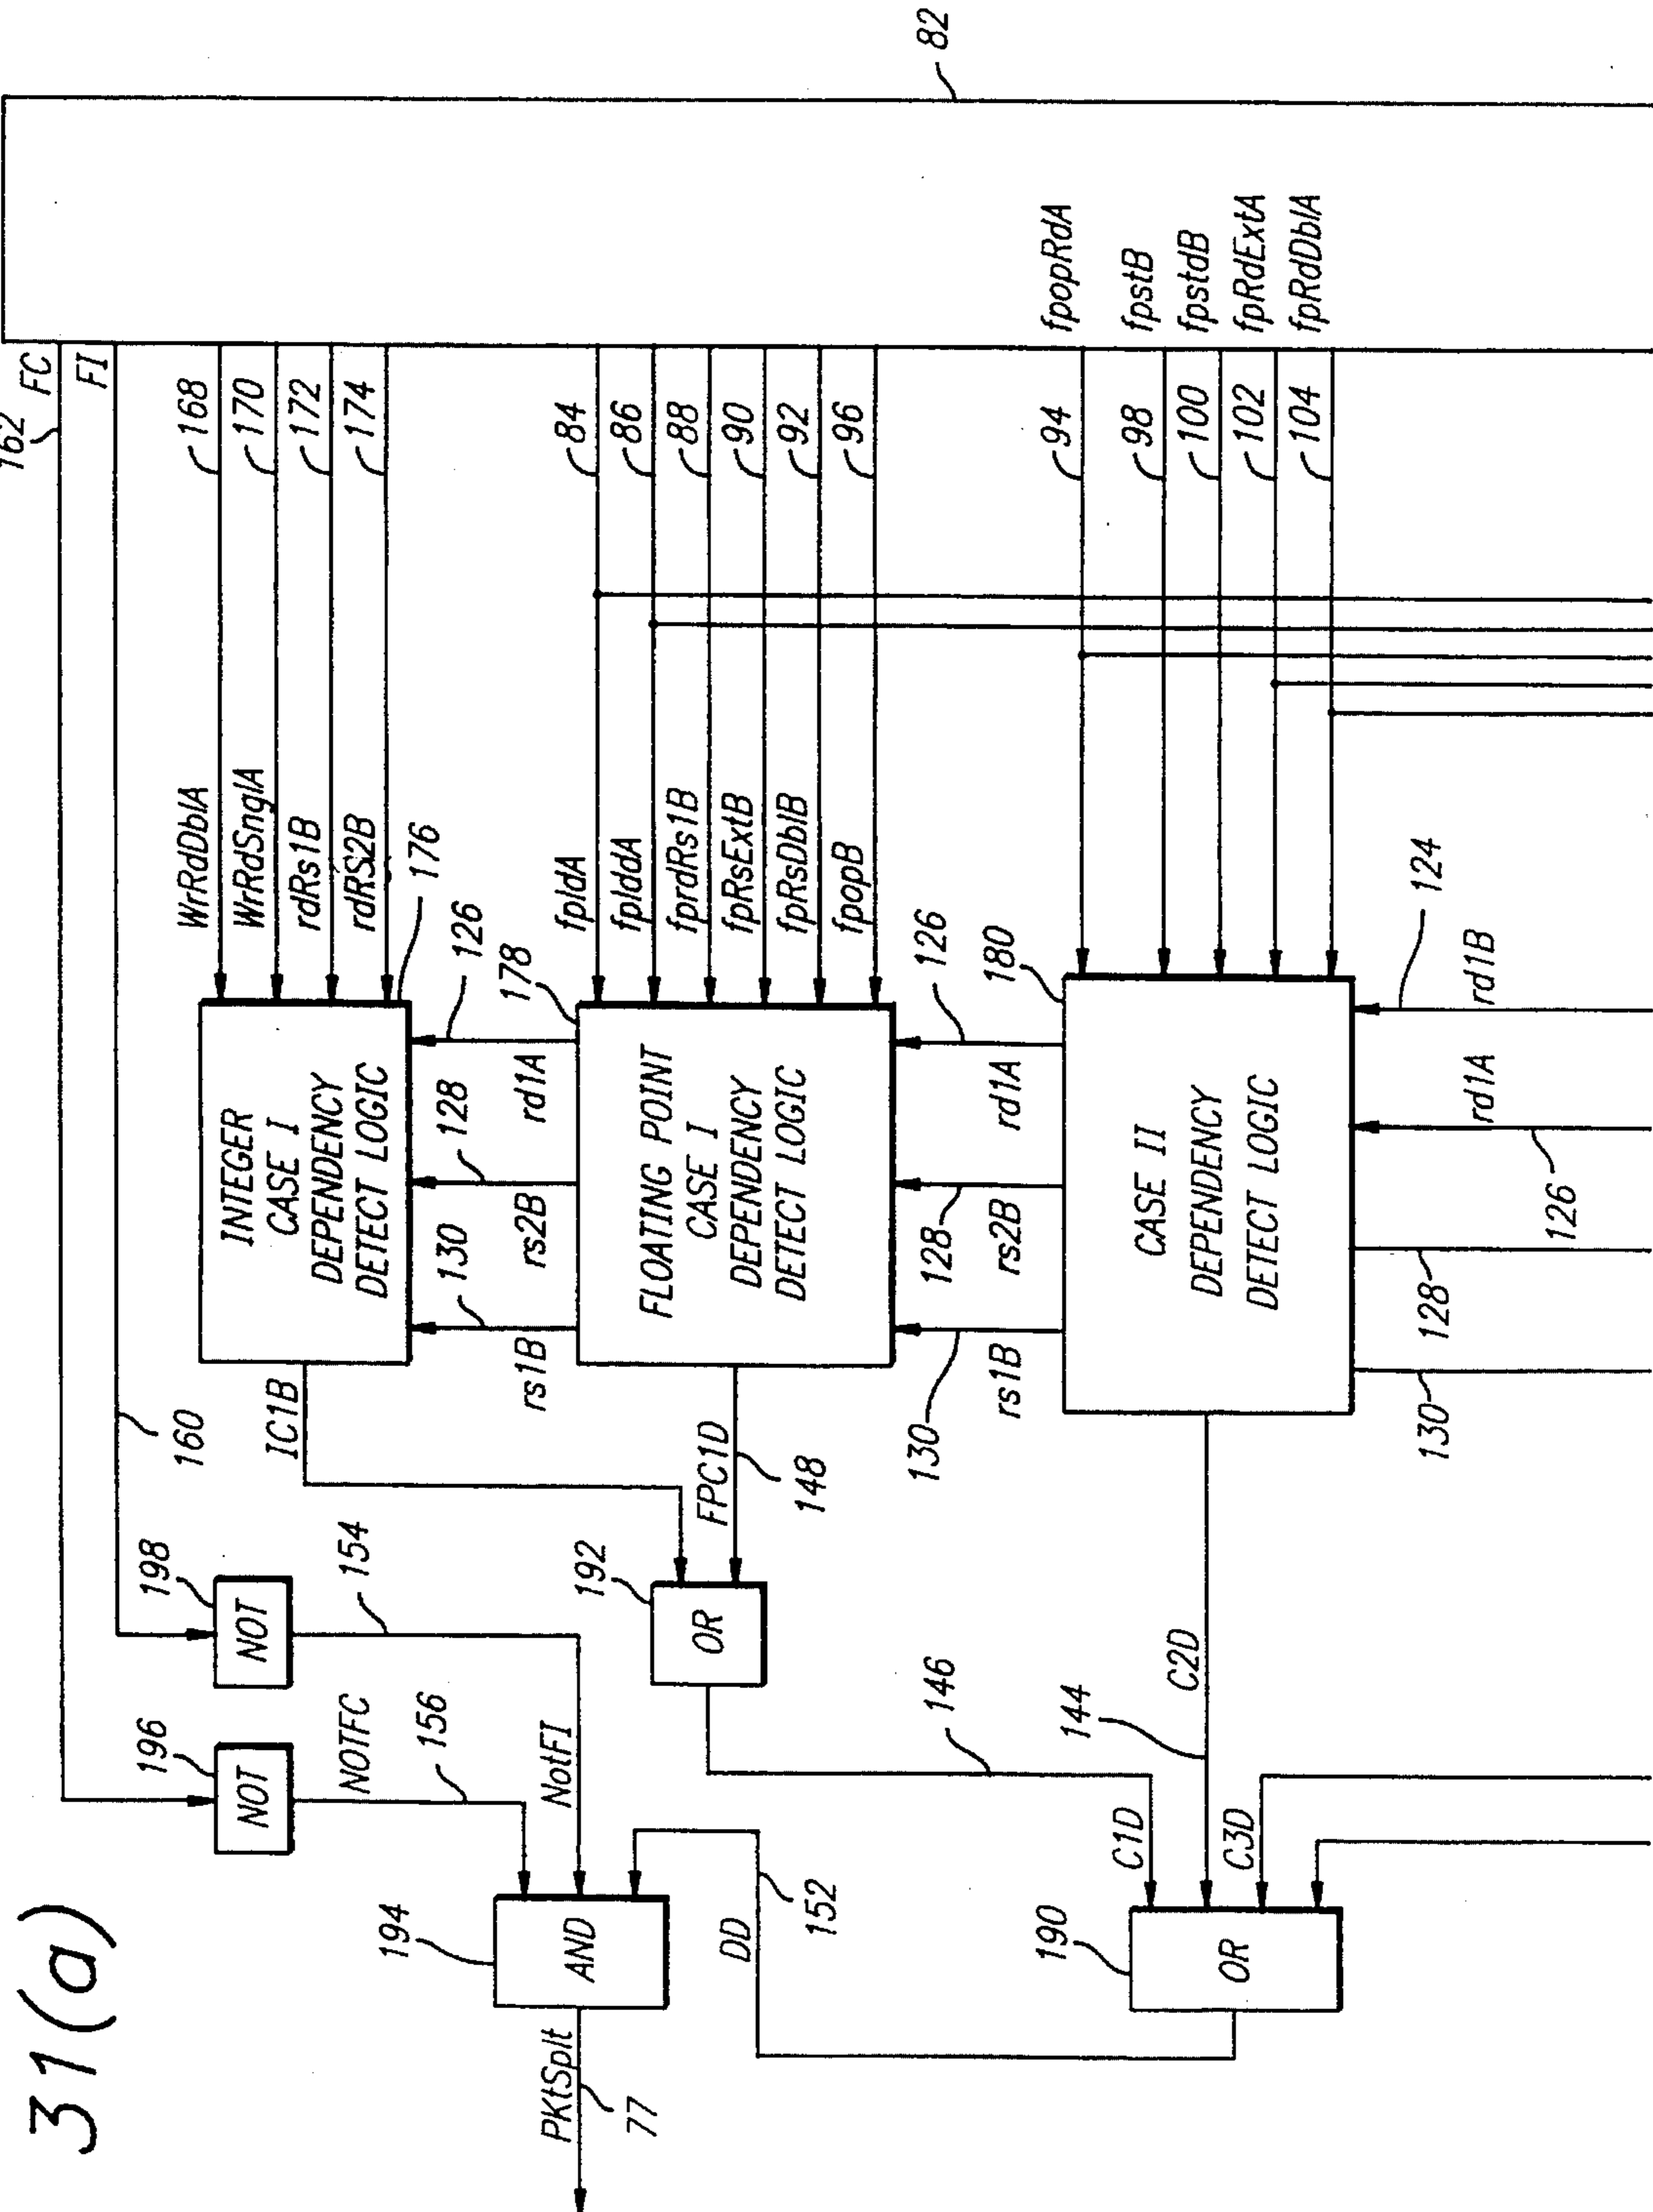 31(a)
162
FC
FI
82
WrRdDblA
168
WrRdSnglA
170
rdRs1B
172
rdRS2B
174
176
INTEGER
CASE I
DEPENDENCY
DETECT LOGIC
IC1B
160
126
128
130
rd1A
rs2B
rs1B
178
fpldA
84
fplddA
86
fprdRs1B
88
fpRsExtB
90
fpRsDblB
92
fpopB
96
FLOATING POINT
CASE I
DEPENDENCY
DETECT LOGIC
FPC1D
148
126
128
130
rd1A
rs2B
rs1B
180
94
fpopRdA
98
fpstB
100
fpstdB
102
fpRdExtA
104
fpRdDblA
CASE II
DEPENDENCY
DETECT LOGIC
124
rd1B
rd1A
126
128
130
196
NOT
198
NOT
NOTFC
156
154
NotFI
192
OR
146
144
C2D
C1D
C3D
190
OR
DD
152
194
AND
PKtSplt
77